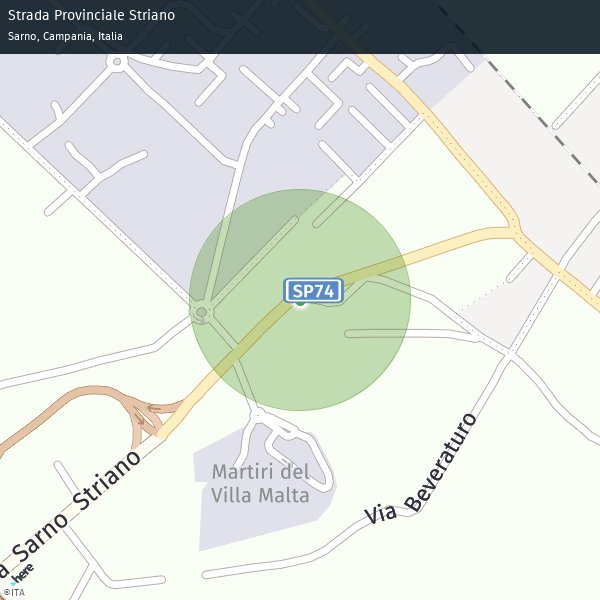 Strada Provinciale Striano
Sarno, Campania, Italia
SP74
Martiri del
Villa Malta
Via Beveraturo
a Sarno Striano
here
©ITA